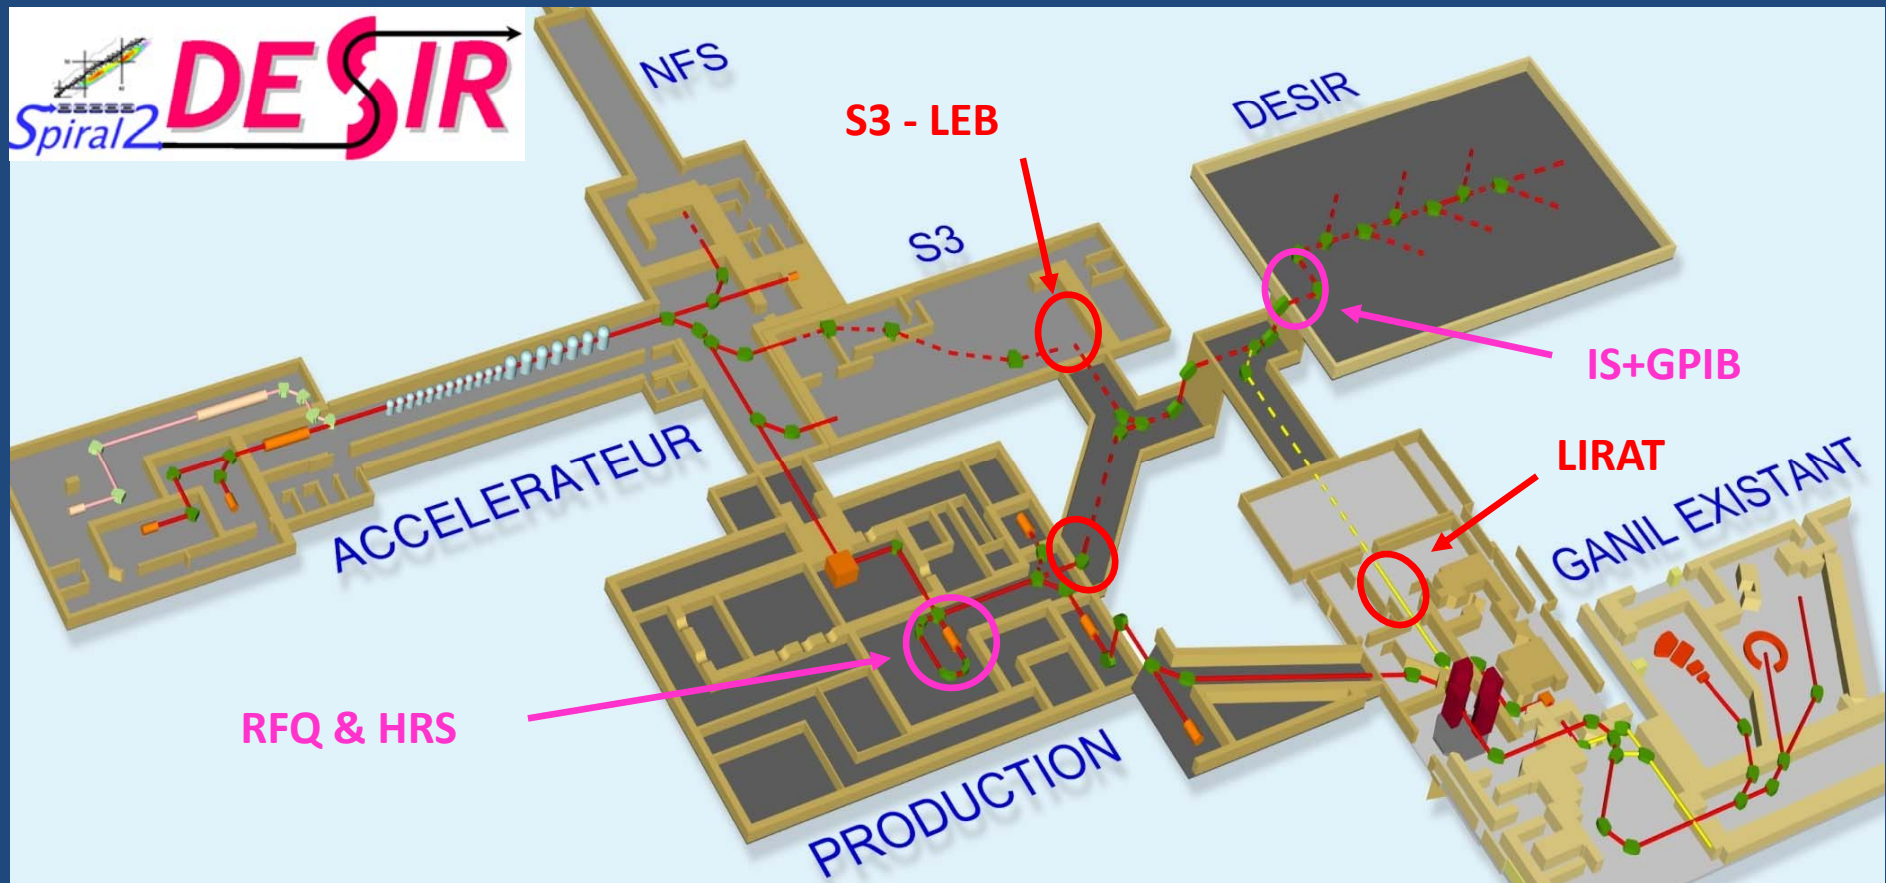 Spiral2
DESIR
NFS
S3 - LEB
DESIR
S3
IS+GPIB
LIRAT
ACCELERATEUR
GANIL EXISTANT
RFQ & HRS
PRODUCTION